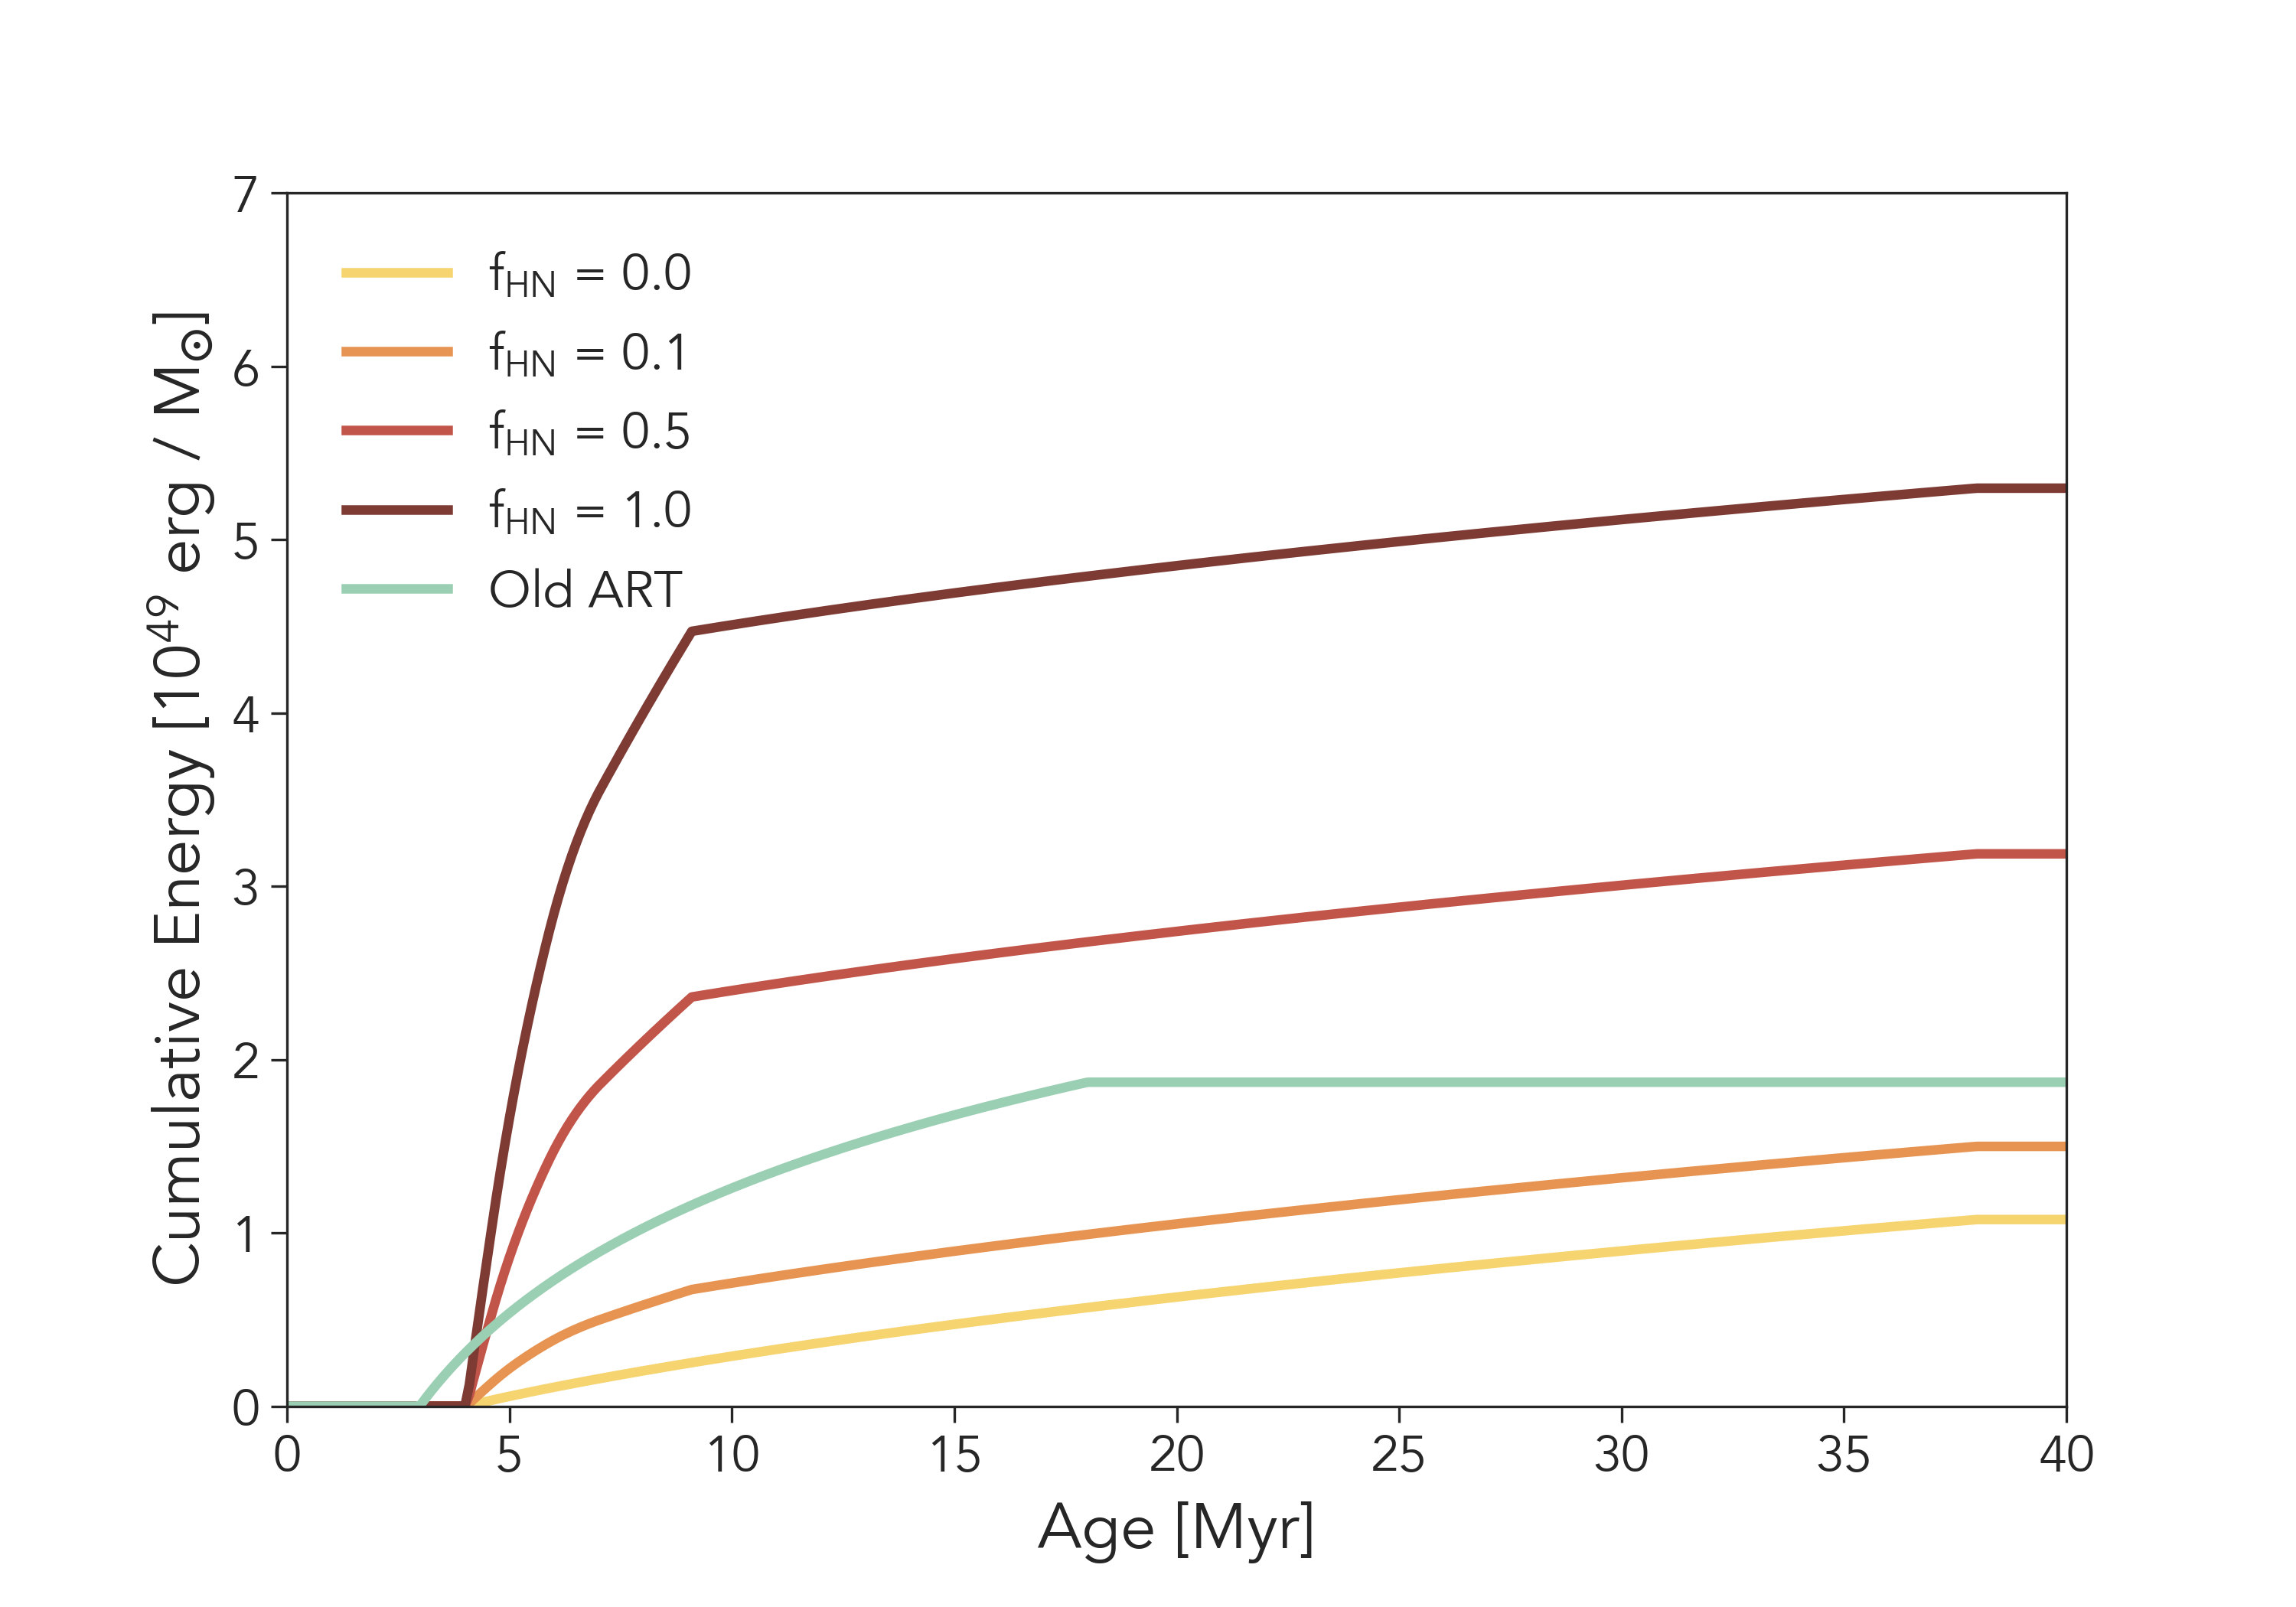 7
6
5
4
3
2
1
0
Cumulative Energy [10⁴⁹ erg / M⊙]
f_HN = 0.0
f_HN = 0.1
f_HN = 0.5
f_HN = 1.0
Old ART
0 5 10 15 20 25 30 35 40
Age [Myr]